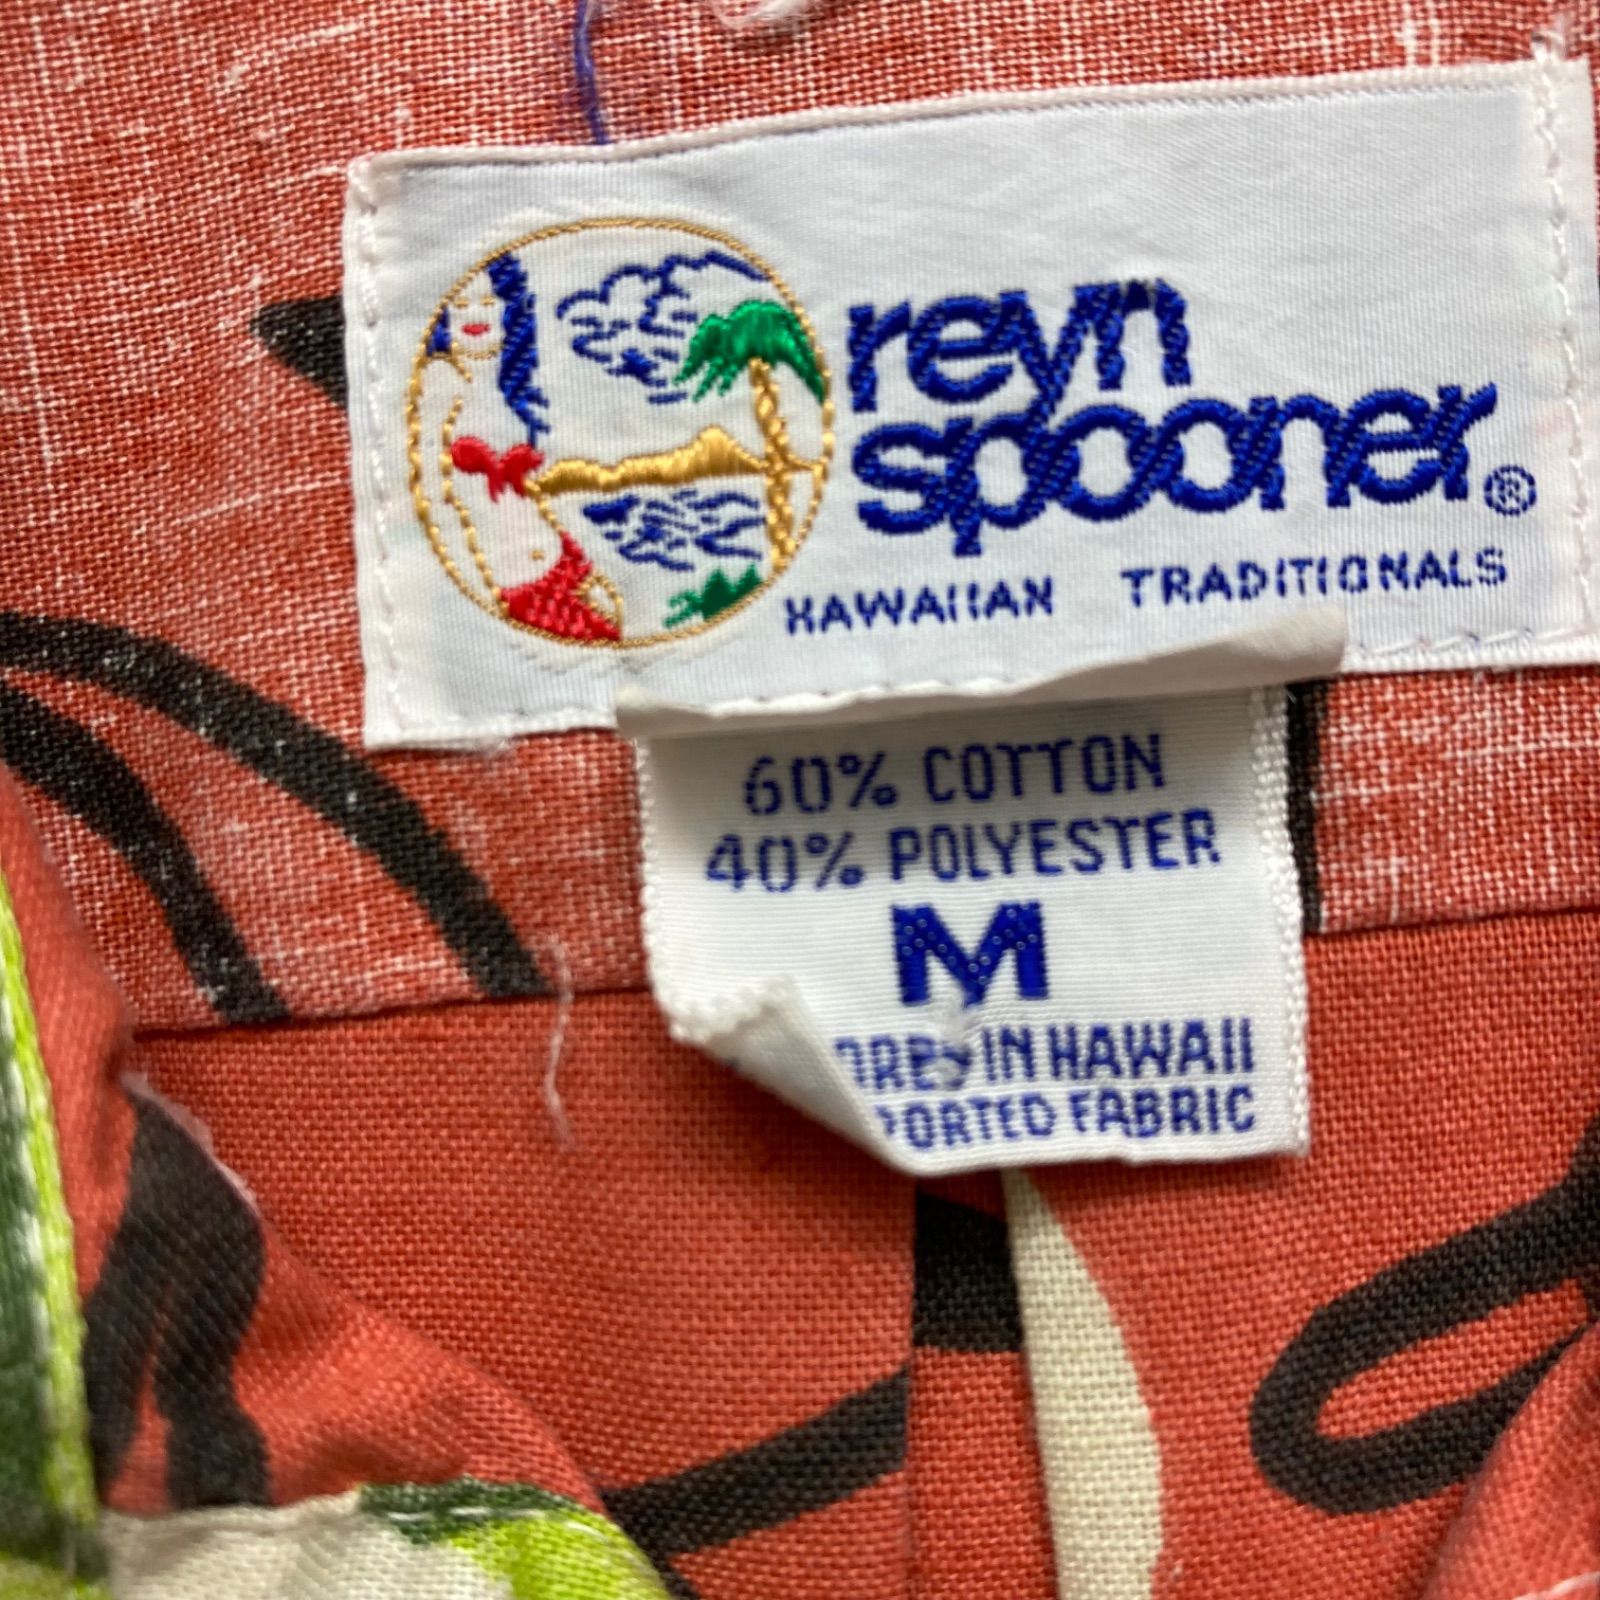 reyn
spooner®
HAWAIIAN TRADITIONALS
60% COTTON
40% POLYESTER
M
IN HAWAII
FABRIC